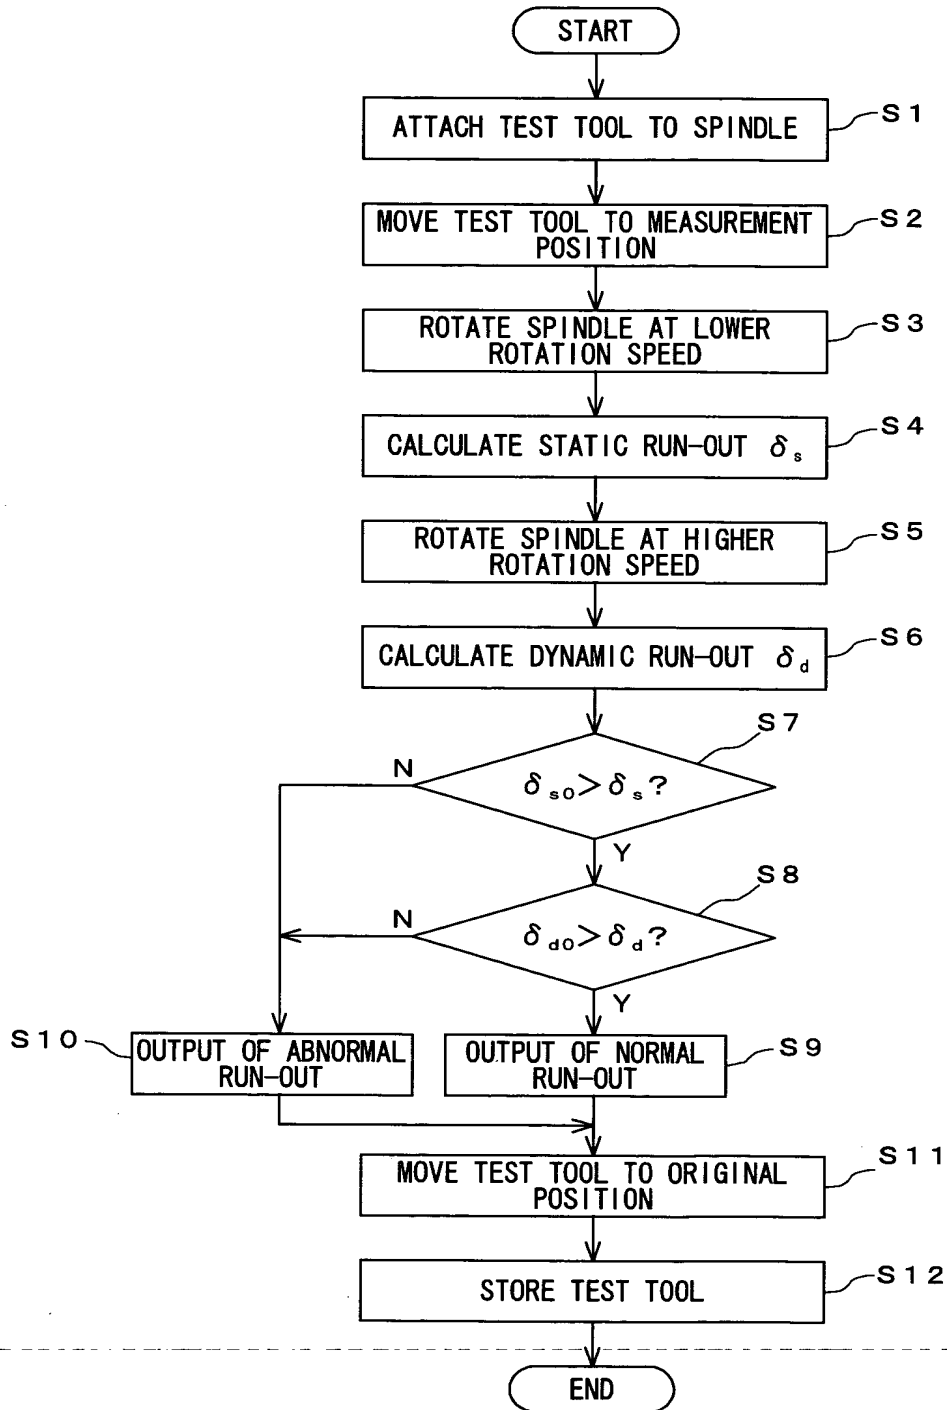 START
ATTACH TEST TOOL TO SPINDLE
S1
MOVE TEST TOOL TO MEASUREMENT
POSITION
S2
ROTATE SPINDLE AT LOWER
ROTATION SPEED
S3
CALCULATE STATIC RUN-OUT δs
S4
ROTATE SPINDLE AT HIGHER
ROTATION SPEED
S5
CALCULATE DYNAMIC RUN-OUT δd
S6
S7
N
δs0>δs?
Y
S8
N
δd0>δd?
Y
S10
OUTPUT OF ABNORMAL
RUN-OUT
OUTPUT OF NORMAL
RUN-OUT
S9
MOVE TEST TOOL TO ORIGINAL
POSITION
S11
STORE TEST TOOL
S12
END